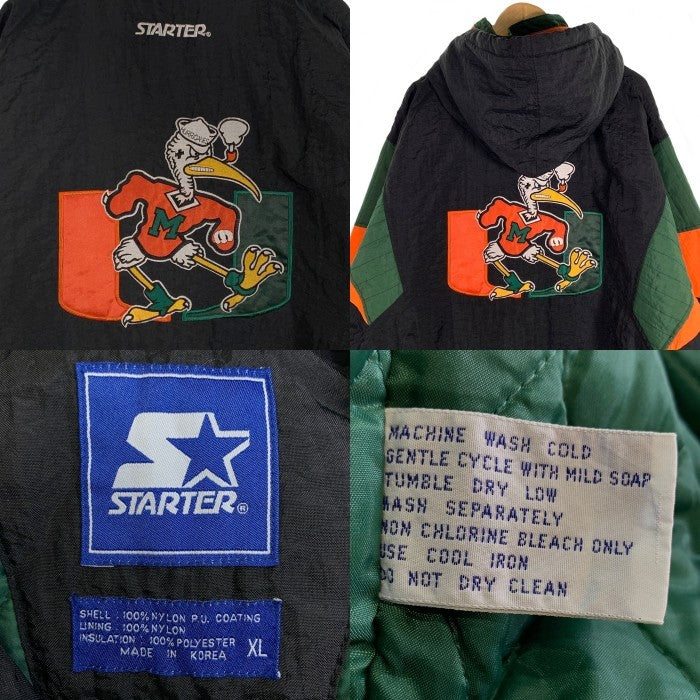 STARTER®
HURRICANES
M
M
STARTER®
SHELL : 100% NYLON P.U. COATING
LINING : 100% NYLON
INSULATION : 100% POLYESTER
MADE IN KOREA
XL
MACHINE WASH COLD
GENTLE CYCLE WITH MILD SOAP
TUMBLE DRY LOW
WASH SEPARATELY
NON CHLORINE BLEACH ONLY
USE COOL IRON
DO NOT DRY CLEAN